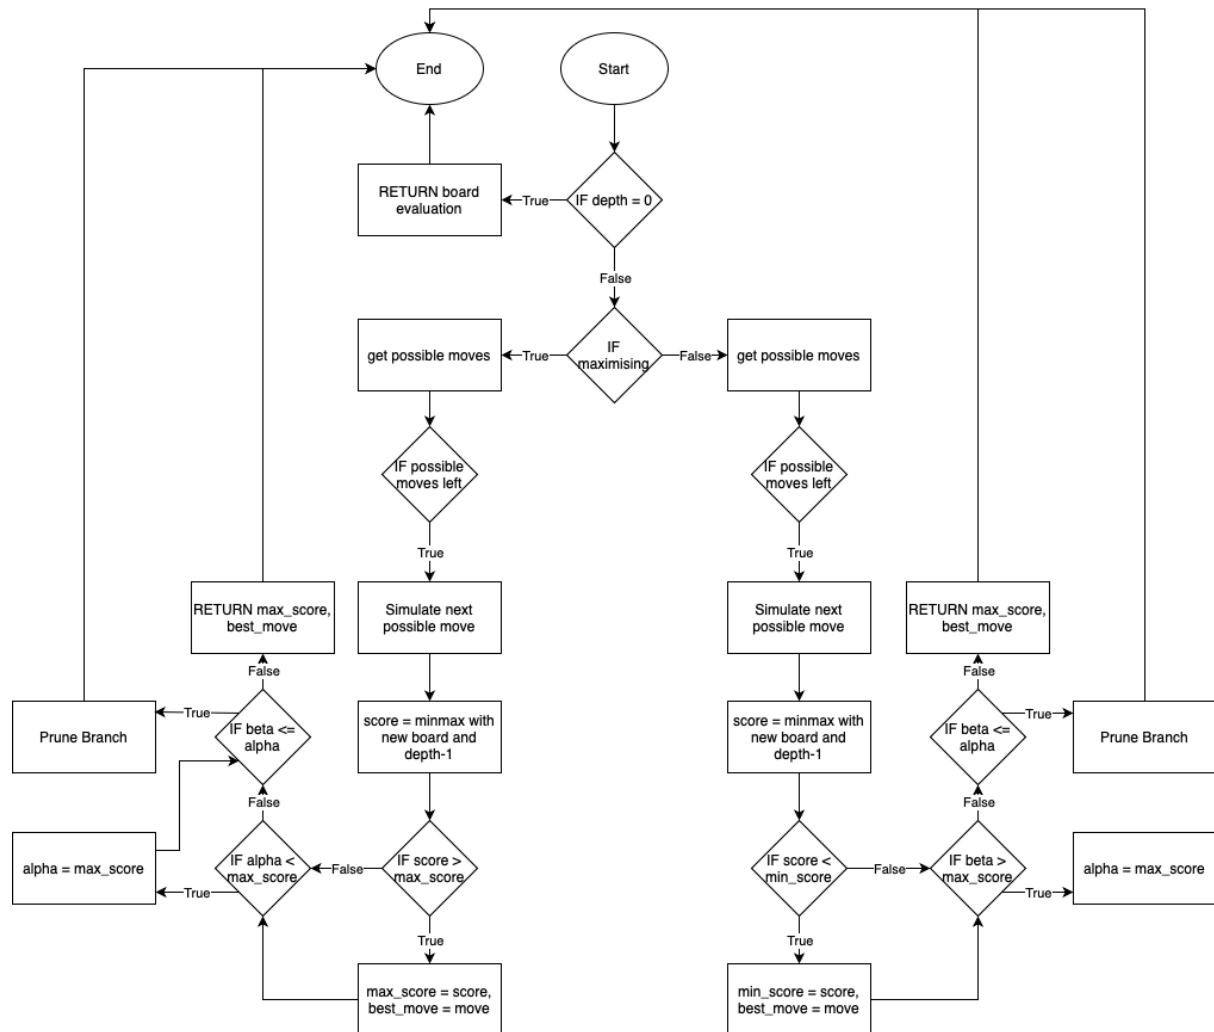 End
Start
RETURN board
evaluation
True
IF depth = 0
False
get possible moves
True
IF
maximising
False
get possible moves
IF possible
moves left
IF possible
moves left
True
True
RETURN max_score,
best_move
Simulate next
possible move
Simulate next
possible move
RETURN max_score,
best_move
False
False
Prune Branch
True
IF beta <=
alpha
score = minmax with
new board and
depth-1
score = minmax with
new board and
depth-1
IF beta <=
alpha
True
Prune Branch
False
False
alpha = max_score
True
IF alpha <
max_score
False
IF score >
max_score
IF score <
min_score
False
IF beta >
max_score
True
alpha = max_score
True
True
max_score = score,
best_move = move
min_score = score,
best_move = move